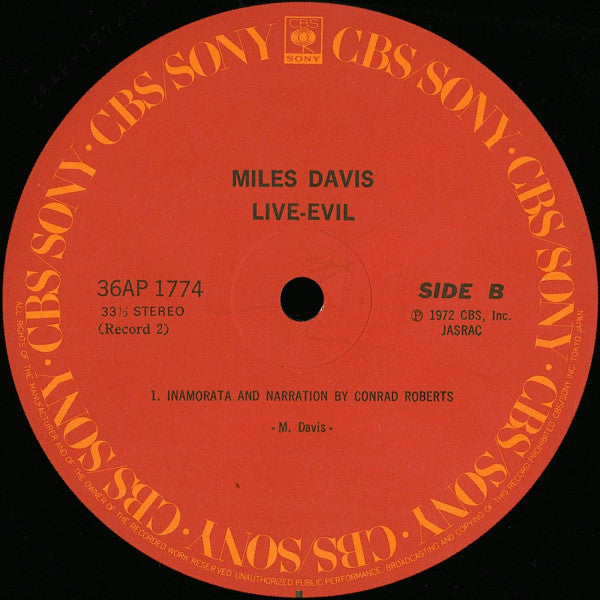 CBS
SONY
CBS/SONY · CBS/SONY · CBS/SONY · CBS/SONY · CBS/SONY · CBS/SONY · CBS/SONY · CBS/SONY
MILES DAVIS
LIVE-EVIL
36AP 1774
33⅓ STEREO
(Record 2)
SIDE B
Ⓟ 1972 CBS, Inc.
JASRAC
1. INAMORATA AND NARRATION BY CONRAD ROBERTS
- M. Davis -
ALL RIGHTS OF THE MANUFACTURER AND OF THE OWNER OF THE RECORDED WORK RESERVED. UNAUTHORIZED PUBLIC PERFORMANCE, BROADCASTING AND COPYING OF THIS RECORD PROHIBITED. CBS/SONY INC. TOKYO JAPAN.